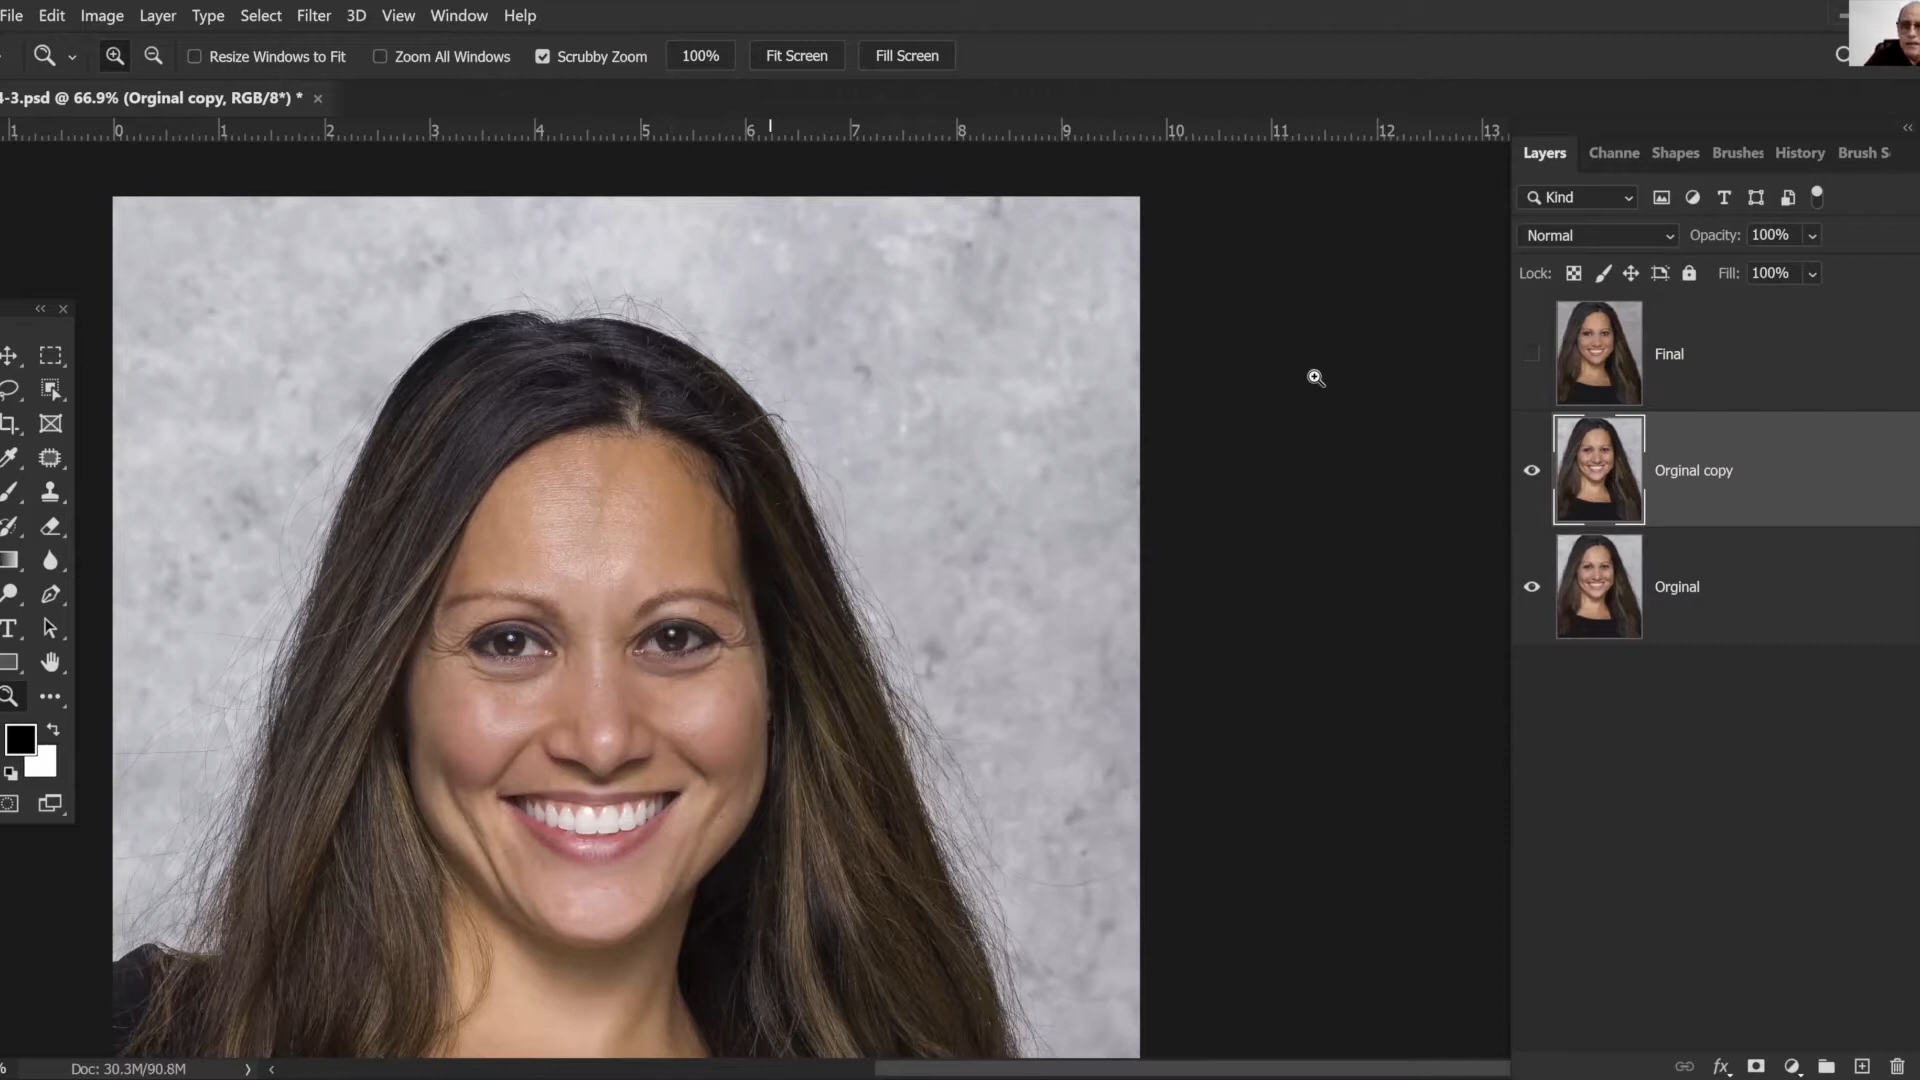 File Edit Image Layer Type Select Filter 3D View Window Help
Resize Windows to Fit Zoom All Windows Scrubby Zoom 100% Fit Screen Fill Screen
4-3.psd @ 66.9% (Orginal copy, RGB/8*) * ×
1 0 1 2 3 4 5 6 7 8 9 10 11 12 13
Layers Channe Shapes Brushes History Brush S
Kind
Normal Opacity: 100%
Lock: Fill: 100%
Final
Orginal copy
Orginal
% Doc: 30.3M/90.8M
fx